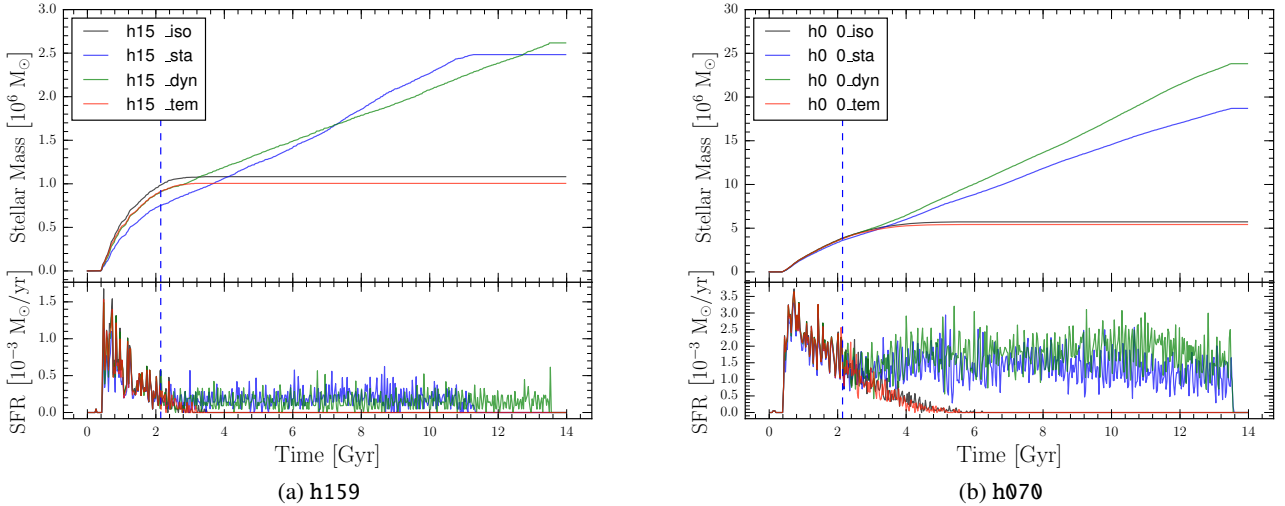 h15 _iso
h15 _sta
h15 _dyn
h15 _tem
Stellar Mass [10⁶ M⊙]
3.0
2.5
2.0
1.5
1.0
0.5
0.0
SFR [10⁻³ M⊙/yr]
1.5
1.0
0.5
0.0
0 2 4 6 8 10 12 14
Time [Gyr]
(a) h159
h0 0_iso
h0 0_sta
h0 0_dyn
h0 0_tem
Stellar Mass [10⁶ M⊙]
30
25
20
15
10
5
0
SFR [10⁻³ M⊙/yr]
3.5
3.0
2.5
2.0
1.5
1.0
0.5
0.0
0 2 4 6 8 10 12 14
Time [Gyr]
(b) h070